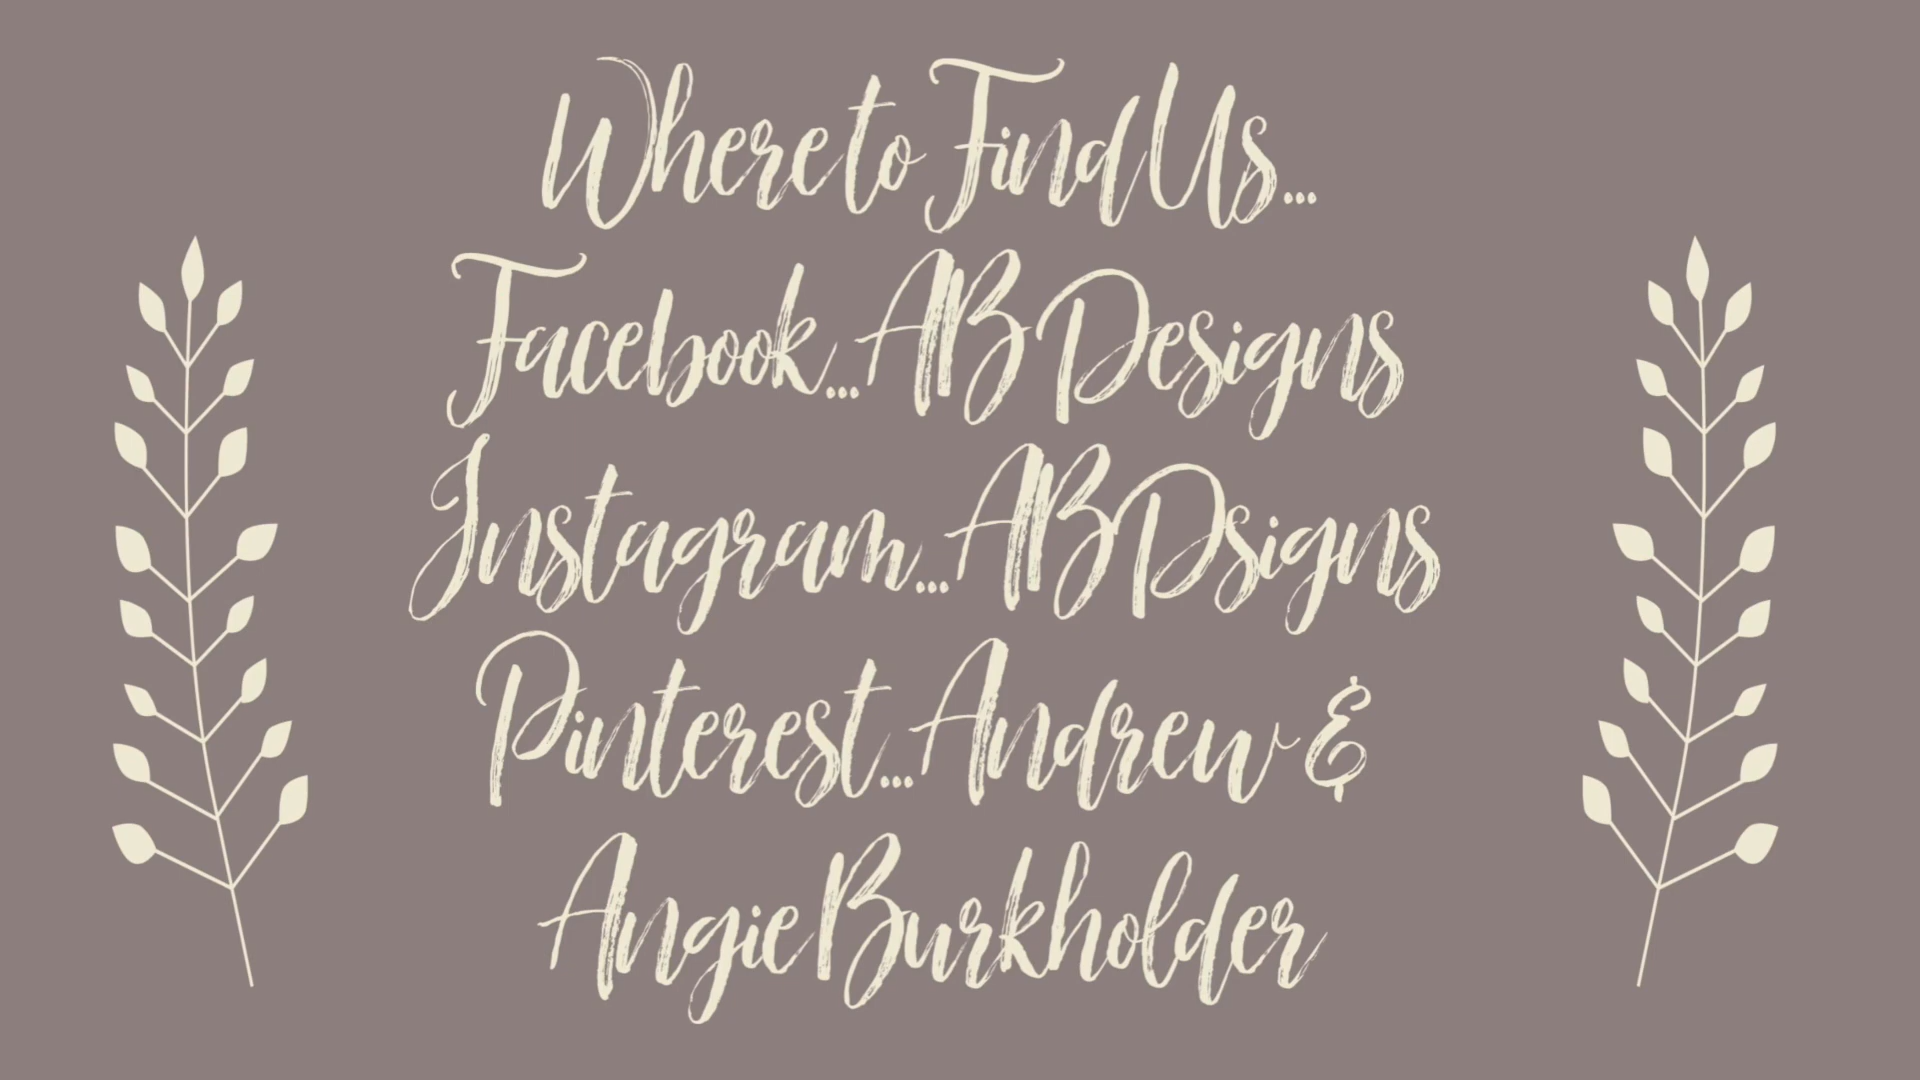 Where to Find Us...
Facebook...AB Designs
Instagram...ABDsigns
Pinterest...Andrew &
Angie Burkholder